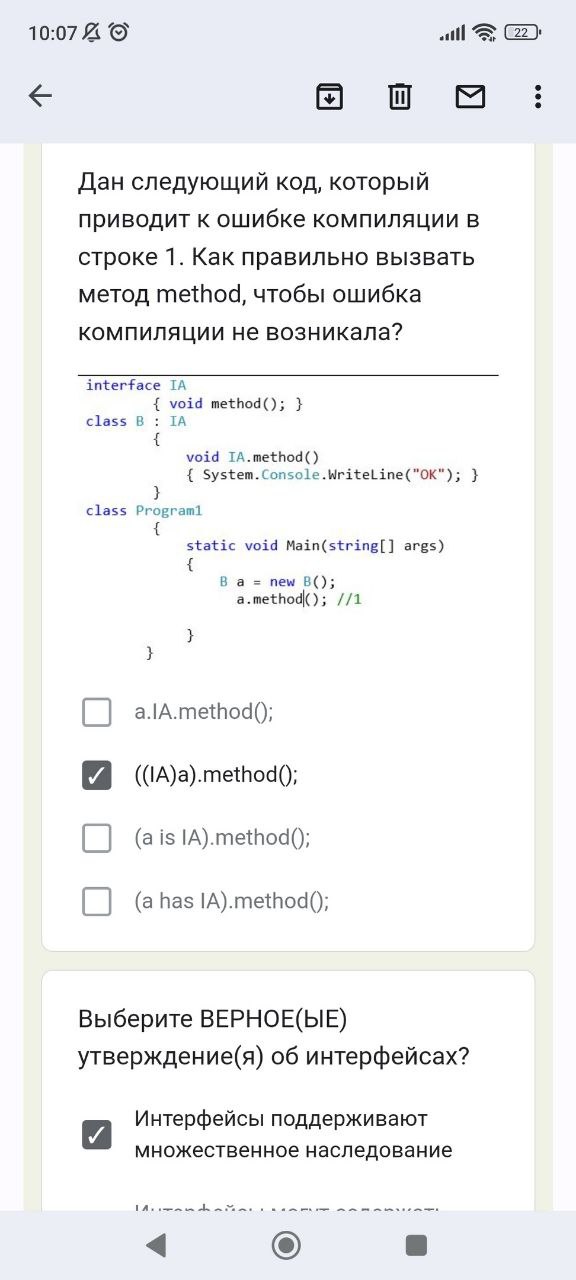 10:07
22
Дан следующий код, который
приводит к ошибке компиляции в
строке 1. Как правильно вызвать
метод method, чтобы ошибка
компиляции не возникала?
interface IA
{ void method(); }
class B : IA
{
void IA.method()
{ System.Console.WriteLine("OK"); }
}
class Program1
{
static void Main(string[] args)
{
B a = new B();
a.method(); //1
}
}
a.IA.method();
((IA)a).method();
(a is IA).method();
(a has IA).method();
Выберите ВЕРНОЕ(ЫЕ)
утверждение(я) об интерфейсах?
Интерфейсы поддерживают
множественное наследование
Интерфейсы могут содержать